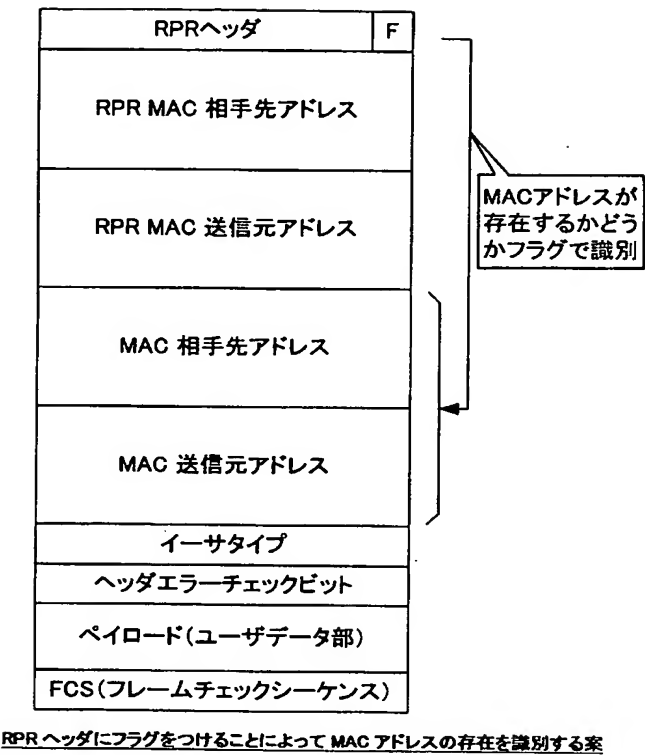 RPRヘッダ F
RPR MAC 相手先アドレス
RPR MAC 送信元アドレス
MACアドレスが
存在するかどう
かフラグで識別
MAC 相手先アドレス
MAC 送信元アドレス
イーサタイプ
ヘッダエラーチェックビット
ペイロード(ユーザデータ部)
FCS(フレームチェックシーケンス)
RPR ヘッダにフラグをつけることによって MAC アドレスの存在を識別する案